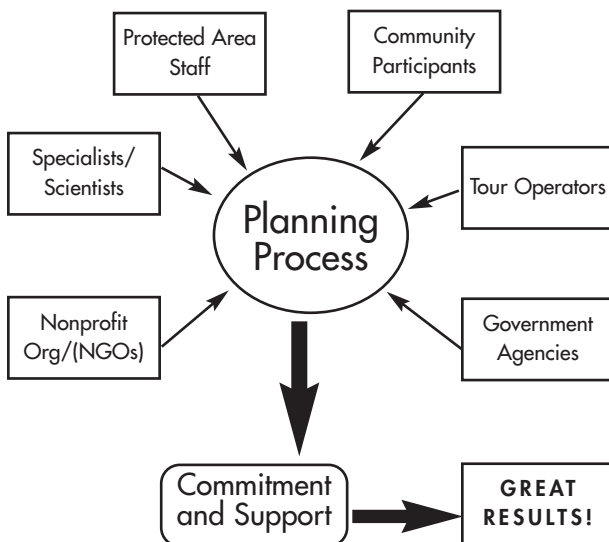 Protected Area
Staff
Community
Participants
Specialists/
Scientists
Tour Operators
Planning
Process
Nonprofit
Org/(NGOs)
Government
Agencies
Commitment
and Support
GREAT
RESULTS!